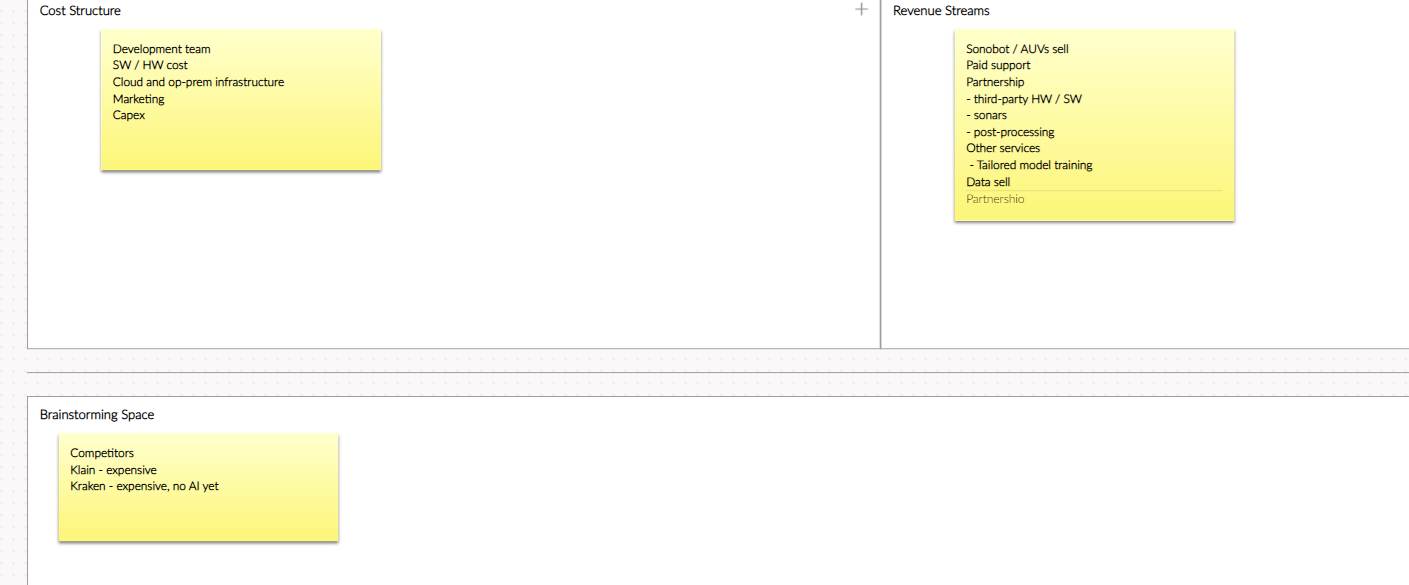 Cost Structure
Development team
SW / HW cost
Cloud and op-prem infrastructure
Marketing
Capex
Revenue Streams
Sonobot / AUVs sell
Paid support
Partnership
- third-party HW / SW
- sonars
- post-processing
Other services
- Tailored model training
Data sell
Partnershio
Brainstorming Space
Competitors
Klain - expensive
Kraken - expensive, no AI yet